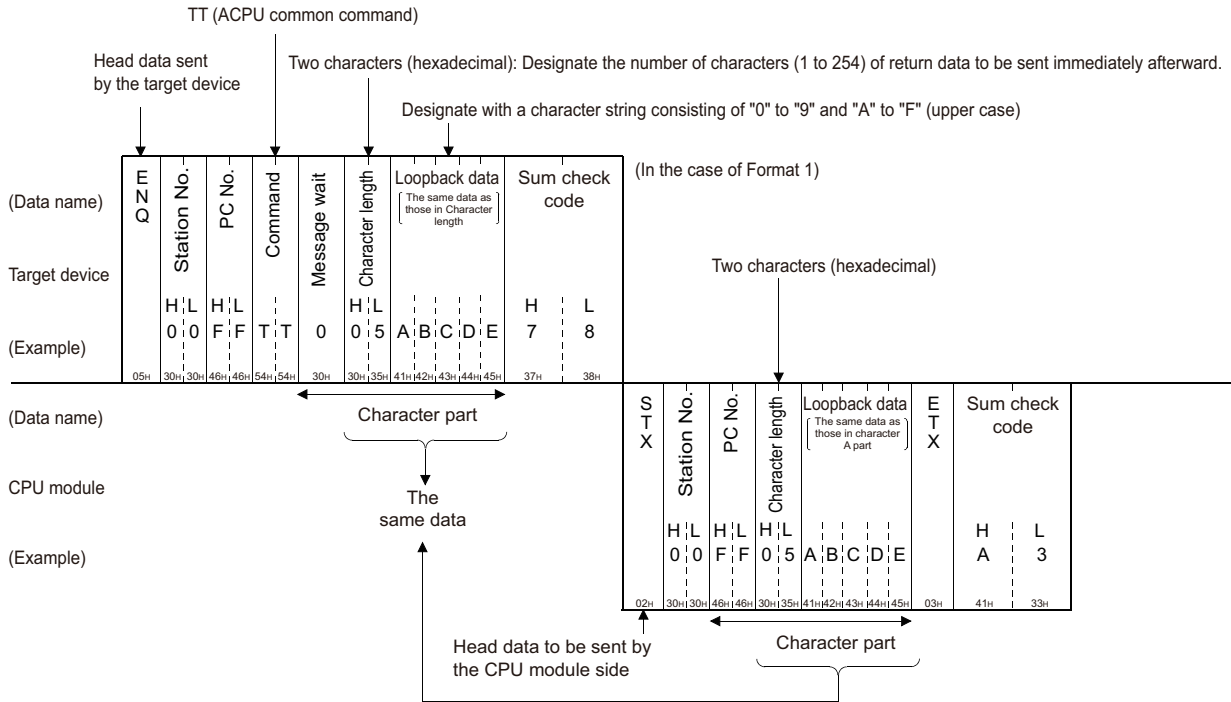 TT (ACPU common command)
Head data sent
by the target device
Two characters (hexadecimal): Designate the number of characters (1 to 254) of return data to be sent immediately afterward.
Designate with a character string consisting of "0" to "9" and "A" to "F" (upper case)
(In the case of Format 1)
(Data name)
Target device
(Example)
ENQ
Station No.
PC No.
Command
Message wait
Character length
Loopback data
The same data as
those in Character
length
Sum check
code
H L H L H L H L
0 0 F F T T 0 0 5 A B C D E 7 8
05H 30H 30H 46H 46H 54H 54H 30H 30H 35H 41H 42H 43H 44H 45H 37H 38H
Character part
The
same data
Two characters (hexadecimal)
(Data name)
CPU module
(Example)
STX
Station No.
PC No.
Character length
Loopback data
The same data as
those in character
A part
ETX
Sum check
code
H L H L H L H L
0 0 F F 0 5 A B C D E A 3
02H 30H 30H 46H 46H 30H 35H 41H 42H 43H 44H 45H 03H 41H 33H
Head data to be sent by
the CPU module side
Character part